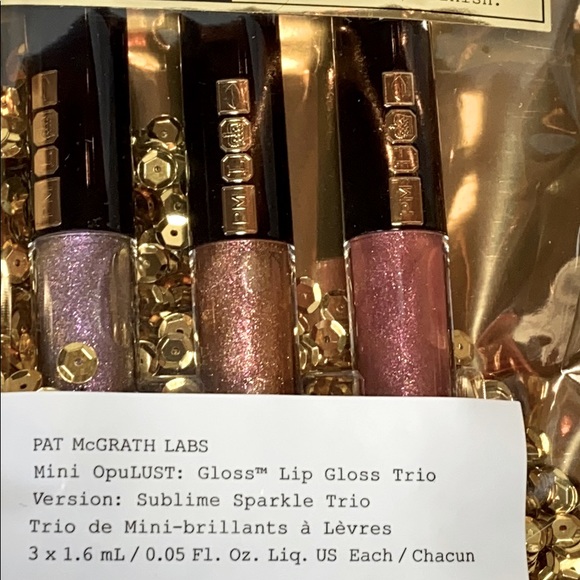 PAT McGRATH LABS
Mini OpuLUST: Gloss™ Lip Gloss Trio
Version: Sublime Sparkle Trio
Trio de Mini-brillants à Lèvres
3 x 1.6 mL / 0.05 Fl. Oz. Liq. US Each / Chacun